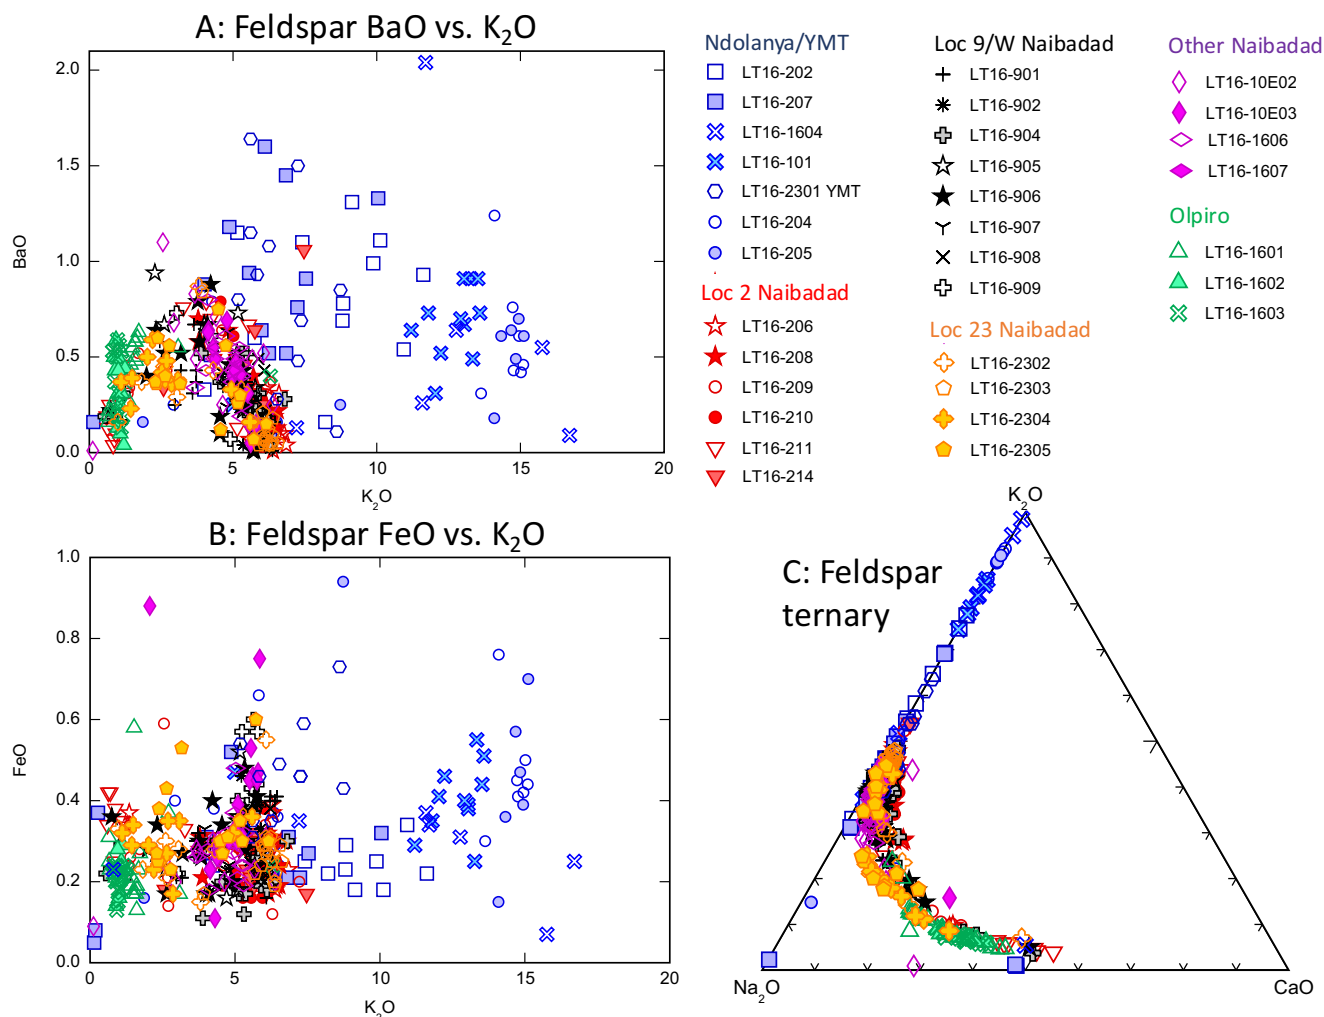 A: Feldspar BaO vs. K2O
BaO
2.0
1.5
1.0
0.5
0.0
0
5
10
15
20
K2O
B: Feldspar FeO vs. K2O
FeO
1.0
0.8
0.6
0.4
0.2
0.0
0
5
10
15
20
K2O
Ndolanya/YMT
LT16-202
LT16-207
LT16-1604
LT16-101
LT16-2301 YMT
LT16-204
LT16-205
Loc 2 Naibadad
LT16-206
LT16-208
LT16-209
LT16-210
LT16-211
LT16-214
Loc 9/W Naibadad
LT16-901
LT16-902
LT16-904
LT16-905
LT16-906
LT16-907
LT16-908
LT16-909
Loc 23 Naibadad
LT16-2302
LT16-2303
LT16-2304
LT16-2305
Other Naibadad
LT16-10E02
LT16-10E03
LT16-1606
LT16-1607
Olpiro
LT16-1601
LT16-1602
LT16-1603
C: Feldspar
ternary
K2O
Na2O
CaO